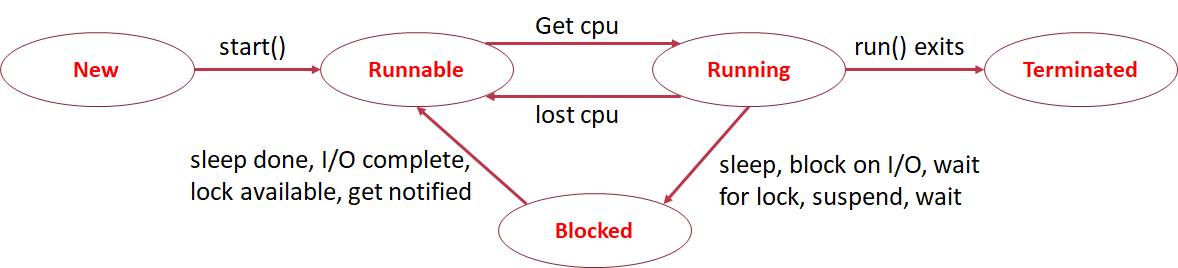 Get cpu
start()
run() exits
New
Runnable
Running
Terminated
lost cpu
sleep done, I/O complete,
lock available, get notified
sleep, block on I/O, wait
for lock, suspend, wait
Blocked